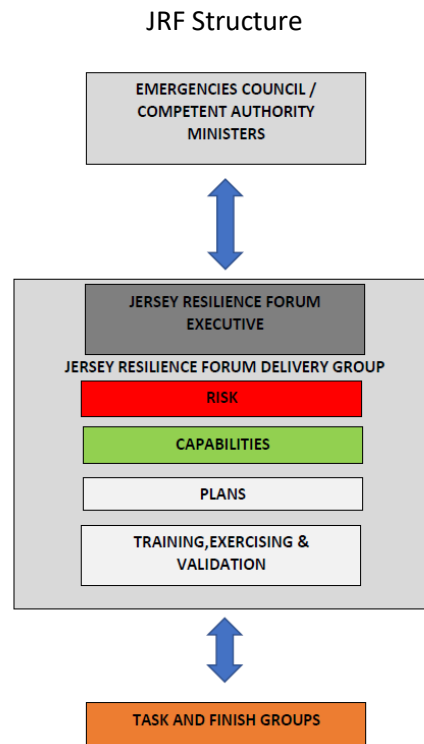 JRF Structure
EMERGENCIES COUNCIL /
COMPETENT AUTHORITY
MINISTERS
JERSEY RESILIENCE FORUM
EXECUTIVE
JERSEY RESILIENCE FORUM DELIVERY GROUP
RISK
CAPABILITIES
PLANS
TRAINING,EXERCISING &
VALIDATION
TASK AND FINISH GROUPS